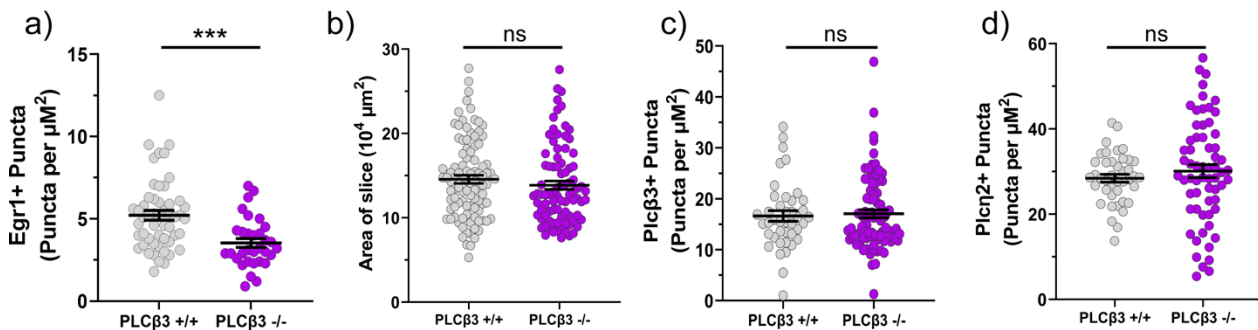 a)
***
Egr1+ Puncta
(Puncta per µM²)
15
10
5
0
PLCβ3 +/+ PLCβ3 -/-
b)
ns
Area of slice (10⁴ µm²)
30
20
10
0
PLCβ3 +/+ PLCβ3 -/-
c)
ns
Plcβ3+ Puncta
(Puncta per µM²)
50
40
30
20
10
0
PLCβ3 +/+ PLCβ3 -/-
d)
ns
Plcη2+ Puncta
(Puncta per µM²)
60
40
20
0
PLCβ3 +/+ PLCβ3 -/-